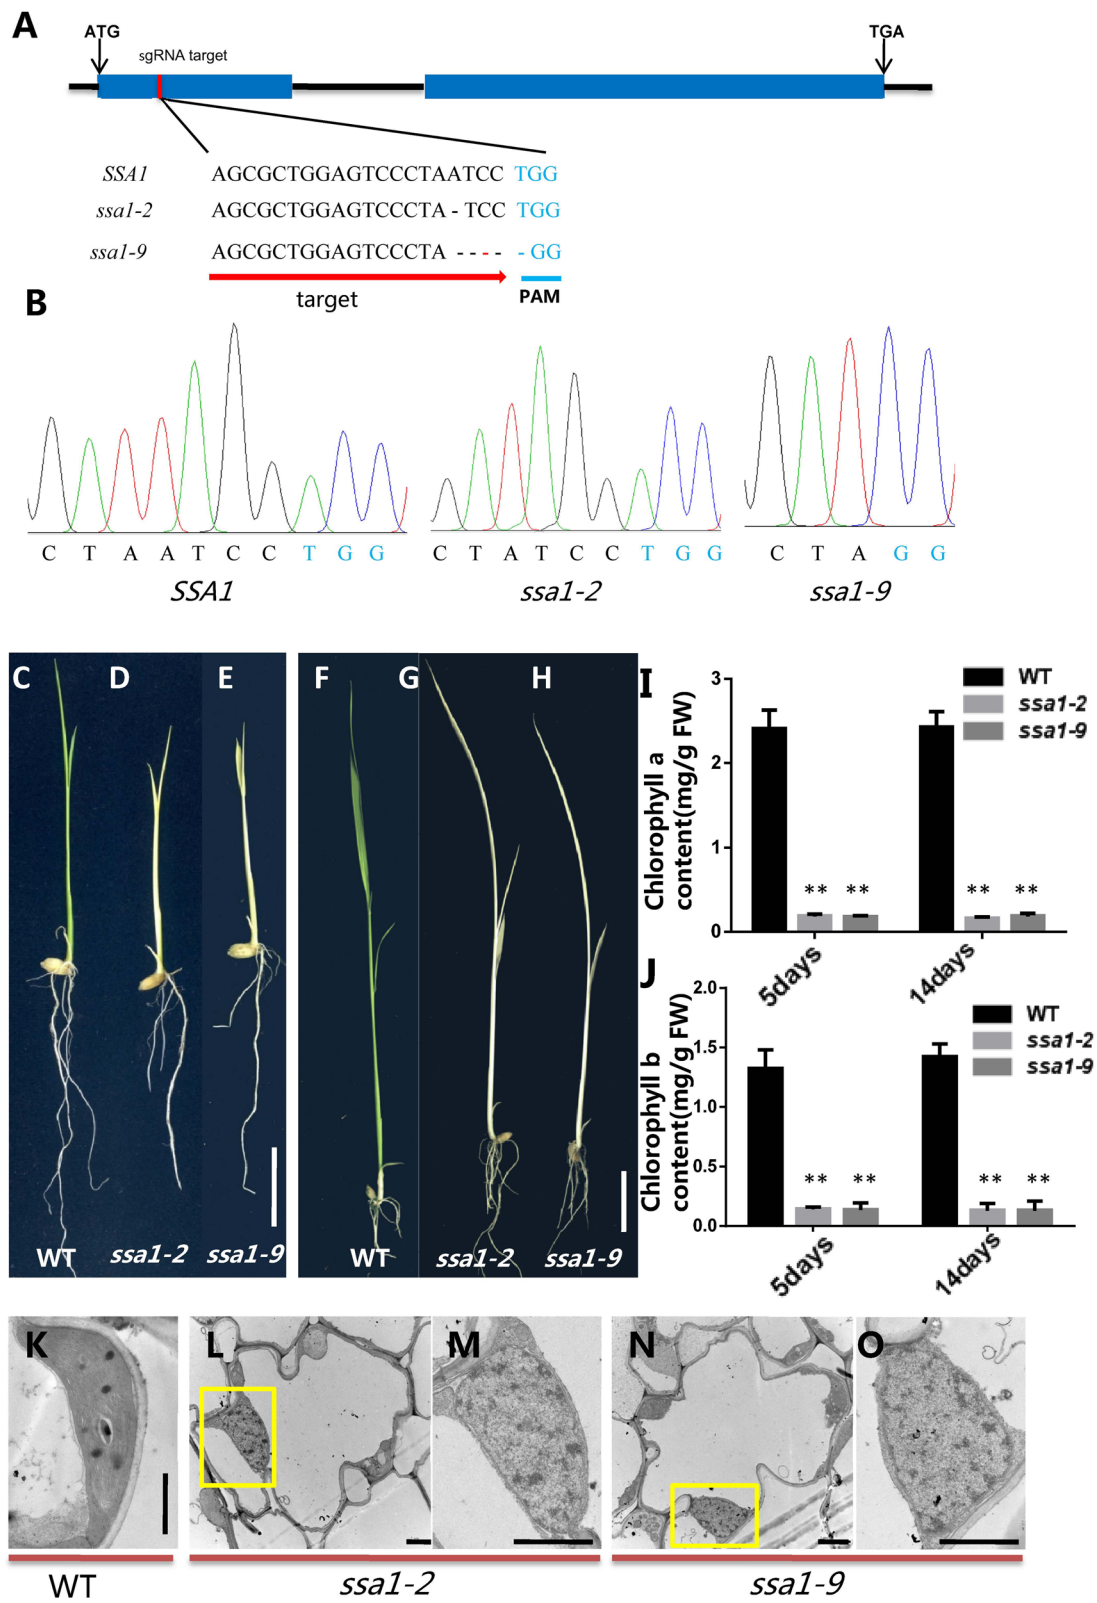 A
ATG
TGA
sgRNA target
SSA1 AGCGCTGGAGTCCCTAATCC TGG
ssa1-2 AGCGCTGGAGTCCCTA - TCC TGG
ssa1-9 AGCGCTGGAGTCCCTA - - - - - GG
target
PAM
B
C T A A T C C T G G
C T A T C C T G G
C T A G G
SSA1
ssa1-2
ssa1-9
C
D
E
F
G
H
WT
ssa1-2
ssa1-9
WT
ssa1-2
ssa1-9
I
Chlorophyll a
content(mg/g FW)
3
2
1
0
WT
ssa1-2
ssa1-9
** **
** **
5days
14days
J
Chlorophyll b
content(mg/g FW)
2.0
1.5
1.0
0.5
0.0
WT
ssa1-2
ssa1-9
** **
** **
5days
14days
K
L
M
N
O
WT
ssa1-2
ssa1-9